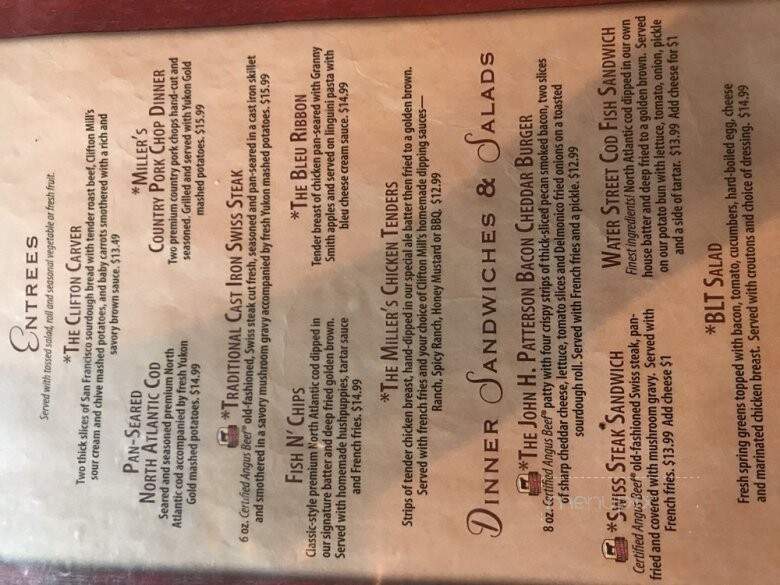 ENTREES
Served with tossed salad, roll and seasonal vegetable or fresh fruit.
*THE CLIFTON CARVER
Two thick slices of San Francisco sourdough bread with tender roast beef, Clifton Mill's
sour cream and chive mashed potatoes, and baby carrots smothered with a rich and
savory brown sauce. $13.49
PAN-SEARED
NORTH ATLANTIC COD
Seared and seasoned premium North
Atlantic cod accompanied by fresh Yukon
Gold mashed potatoes. $14.99
*MILLER'S
COUNTRY PORK CHOP DINNER
Two premium country pork chops hand-cut and
seasoned. Grilled and served with Yukon Gold
mashed potatoes. $15.99
*TRADITIONAL CAST IRON SWISS STEAK
6 oz. Certified Angus Beef® old-fashioned, Swiss steak cut fresh, seasoned and pan-seared in a cast iron skillet
and smothered in a savory mushroom gravy accompanied by fresh Yukon mashed potatoes. $15.99
FISH N' CHIPS
Classic-style premium North Atlantic cod dipped in
our signature batter and deep fried golden brown.
Served with homemade hushpuppies, tartar sauce
and French fries. $14.99
*THE BLEU RIBBON
Tender breast of chicken pan-seared with Granny
Smith apples and served on linguini pasta with
bleu cheese cream sauce. $14.99
*THE MILLER'S CHICKEN TENDERS
Strips of tender chicken breast, hand-dipped in our special ale batter then fried to a golden brown.
Served with French fries and your choice of Clifton Mill's homemade dipping sauces—
Ranch, Spicy Ranch, Honey Mustard or BBQ. $12.99
DINNER SANDWICHES & SALADS
*THE JOHN H. PATTERSON BACON CHEDDAR BURGER
8 oz. Certified Angus Beef® patty with four crispy strips of thick-sliced pecan smoked bacon, two slices
of sharp cheddar cheese, lettuce, tomato slices and Delmonico fried onions on a toasted
sourdough roll. Served with French fries and a pickle. $12.99
*SWISS STEAK SANDWICH
Certified Angus Beef® old-fashioned Swiss steak, pan-
fried and covered with mushroom gravy. Served with
French fries. $13.99 Add cheese $1
WATER STREET COD FISH SANDWICH
Finest Ingredients! North Atlantic cod dipped in our own
house batter and deep fried to a golden brown. Served
on our potato bun with lettuce, tomato, onion, pickle
and a side of tartar. $13.99 Add cheese for $1
*BLT SALAD
Fresh spring greens topped with bacon, tomato, cucumbers, hard-boiled egg, cheese
and marinated chicken breast. Served with croutons and choice of dressing. $14.99